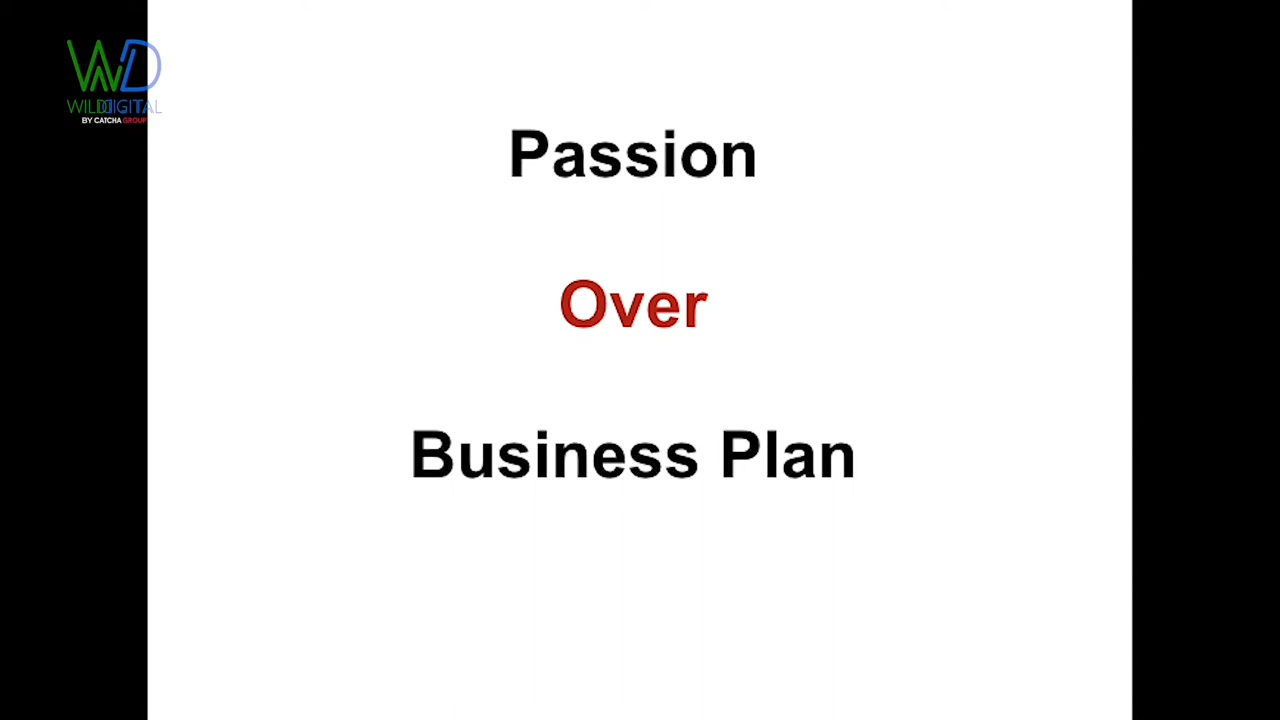 WD
WILDDIGITAL
BY CATCHA GROUP
Passion
Over
Business Plan